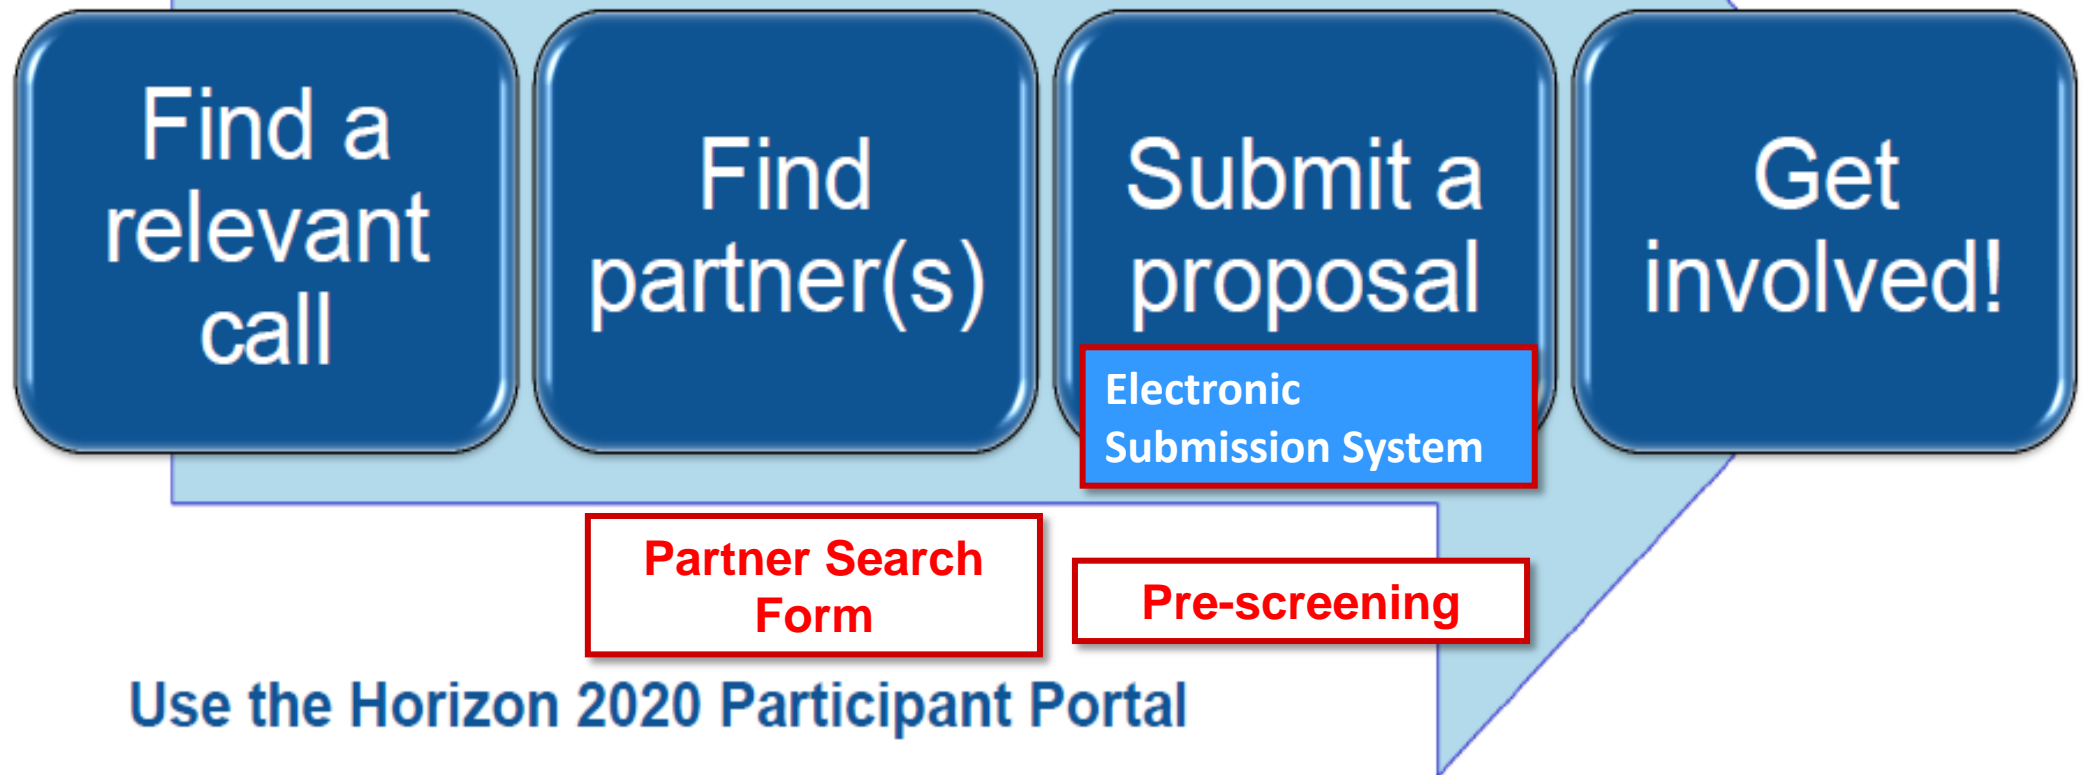 Find a
relevant
call
Find
partner(s)
Submit a
proposal
Electronic
Submission System
Get
involved!
Partner Search
Form
Pre-screening
Use the Horizon 2020 Participant Portal